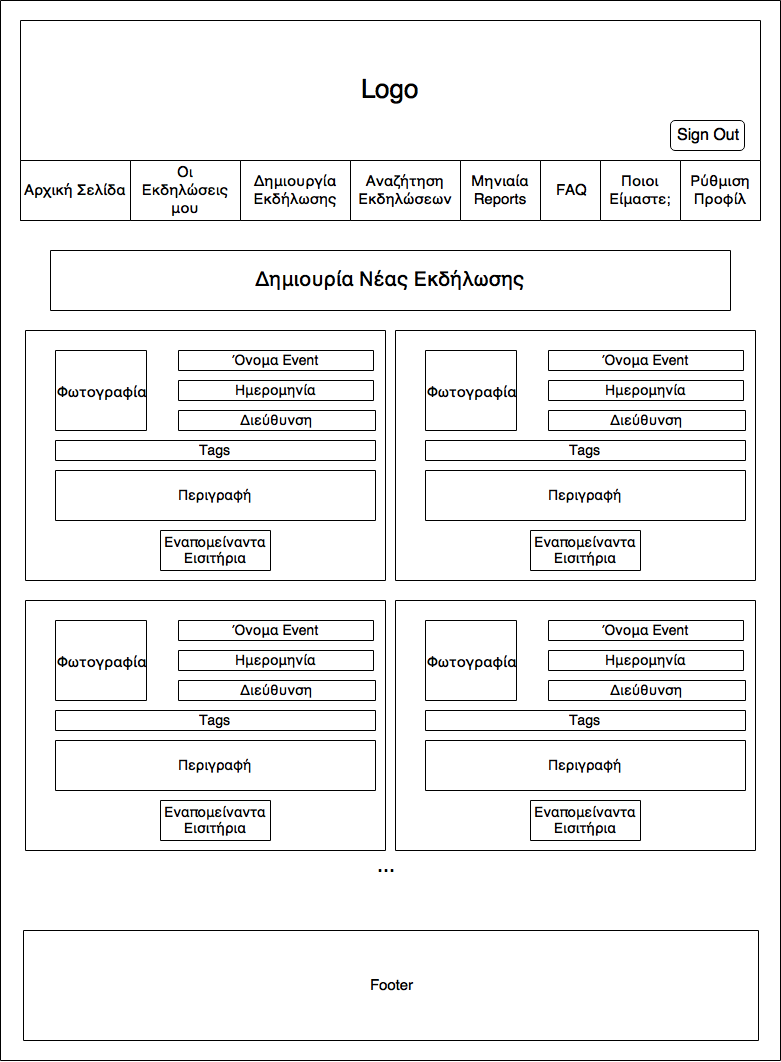 Logo
Sign Out
Αρχική Σελίδα
Οι
Εκδηλώσεις
μου
Δημιουργία
Εκδήλωσης
Αναζήτηση
Εκδηλώσεων
Μηνιαία
Reports
FAQ
Ποιοι
Είμαστε;
Ρύθμιση
Προφίλ
Δημιουρία Νέας Εκδήλωσης
Φωτογραφία
Όνομα Event
Ημερομηνία
Διεύθυνση
Tags
Περιγραφή
Εναπομείναντα
Εισιτήρια
Φωτογραφία
Όνομα Event
Ημερομηνία
Διεύθυνση
Tags
Περιγραφή
Εναπομείναντα
Εισιτήρια
Φωτογραφία
Όνομα Event
Ημερομηνία
Διεύθυνση
Tags
Περιγραφή
Εναπομείναντα
Εισιτήρια
Φωτογραφία
Όνομα Event
Ημερομηνία
Διεύθυνση
Tags
Περιγραφή
Εναπομείναντα
Εισιτήρια
...
Footer